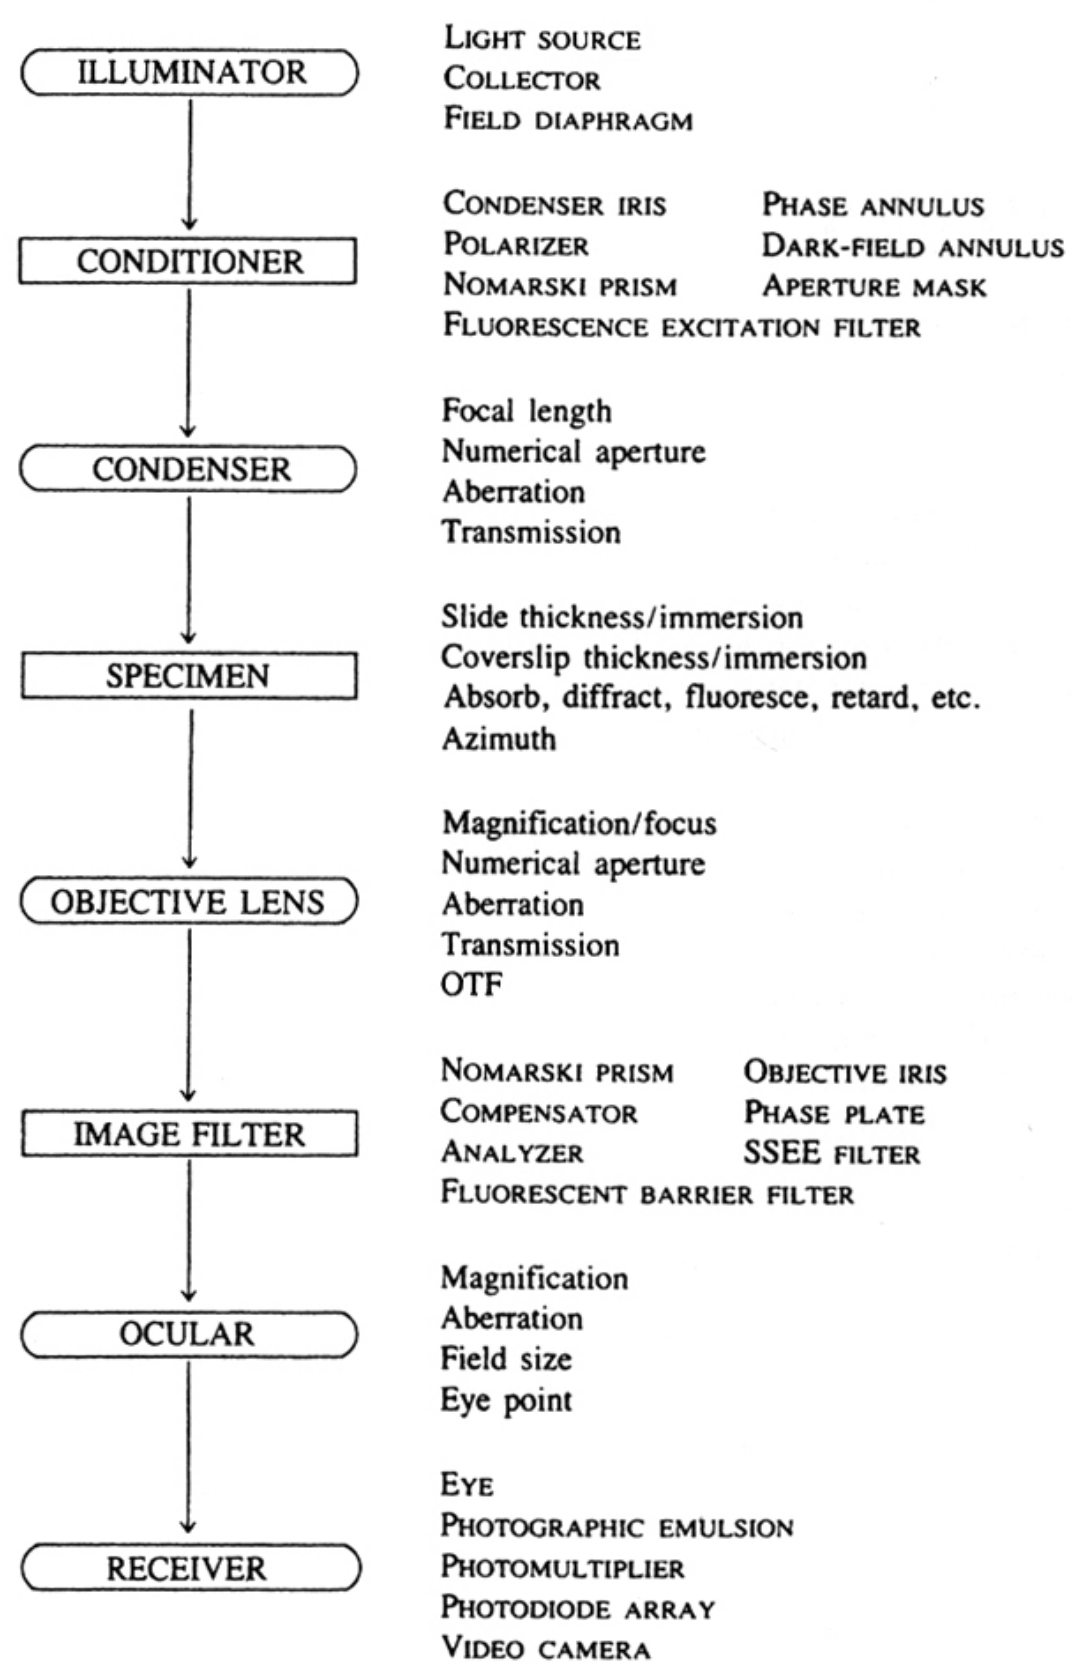 ILLUMINATOR
LIGHT SOURCE
COLLECTOR
FIELD DIAPHRAGM
CONDITIONER
CONDENSER IRIS
PHASE ANNULUS
POLARIZER
DARK-FIELD ANNULUS
NOMARSKI PRISM
APERTURE MASK
FLUORESCENCE EXCITATION FILTER
CONDENSER
Focal length
Numerical aperture
Aberration
Transmission
SPECIMEN
Slide thickness/immersion
Coverslip thickness/immersion
Absorb, diffract, fluoresce, retard, etc.
Azimuth
OBJECTIVE LENS
Magnification/focus
Numerical aperture
Aberration
Transmission
OTF
IMAGE FILTER
NOMARSKI PRISM
OBJECTIVE IRIS
COMPENSATOR
PHASE PLATE
ANALYZER
SSEE FILTER
FLUORESCENT BARRIER FILTER
OCULAR
Magnification
Aberration
Field size
Eye point
RECEIVER
EYE
PHOTOGRAPHIC EMULSION
PHOTOMULTIPLIER
PHOTODIODE ARRAY
VIDEO CAMERA